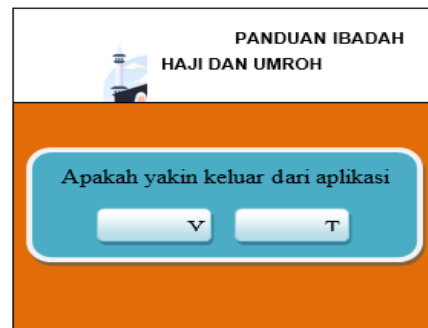 PANDUAN IBADAH
HAJI DAN UMROH
Apakah yakin keluar dari aplikasi
V T